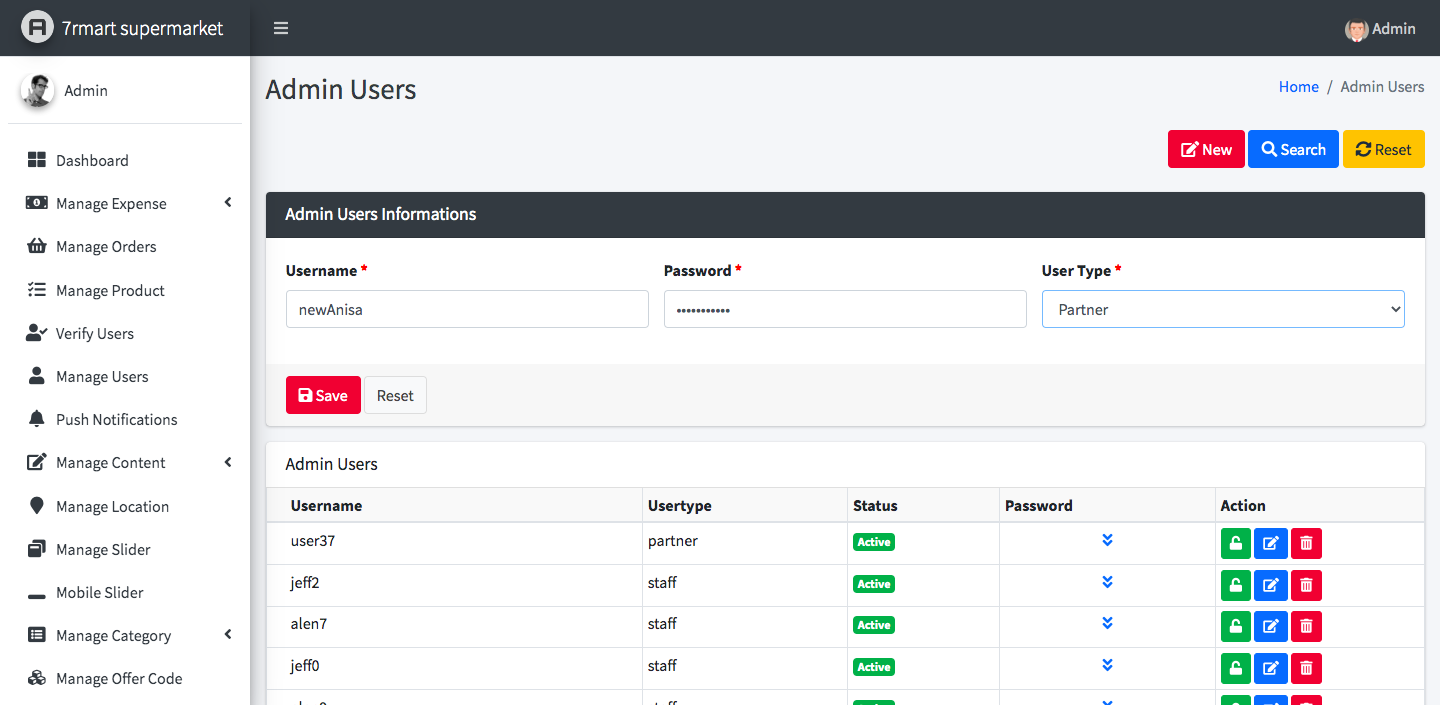 7rmart supermarket
Admin
Admin
Admin Users
Home / Admin Users
New Search Reset
Dashboard
Manage Expense
Manage Orders
Manage Product
Verify Users
Manage Users
Push Notifications
Manage Content
Manage Location
Manage Slider
Mobile Slider
Manage Category
Manage Offer Code
Admin Users Informations
Username * Password * User Type *
newAnisa ••••••••••• Partner
Save Reset
Admin Users
Username Usertype Status Password Action
user37 partner Active
jeff2 staff Active
alen7 staff Active
jeff0 staff Active